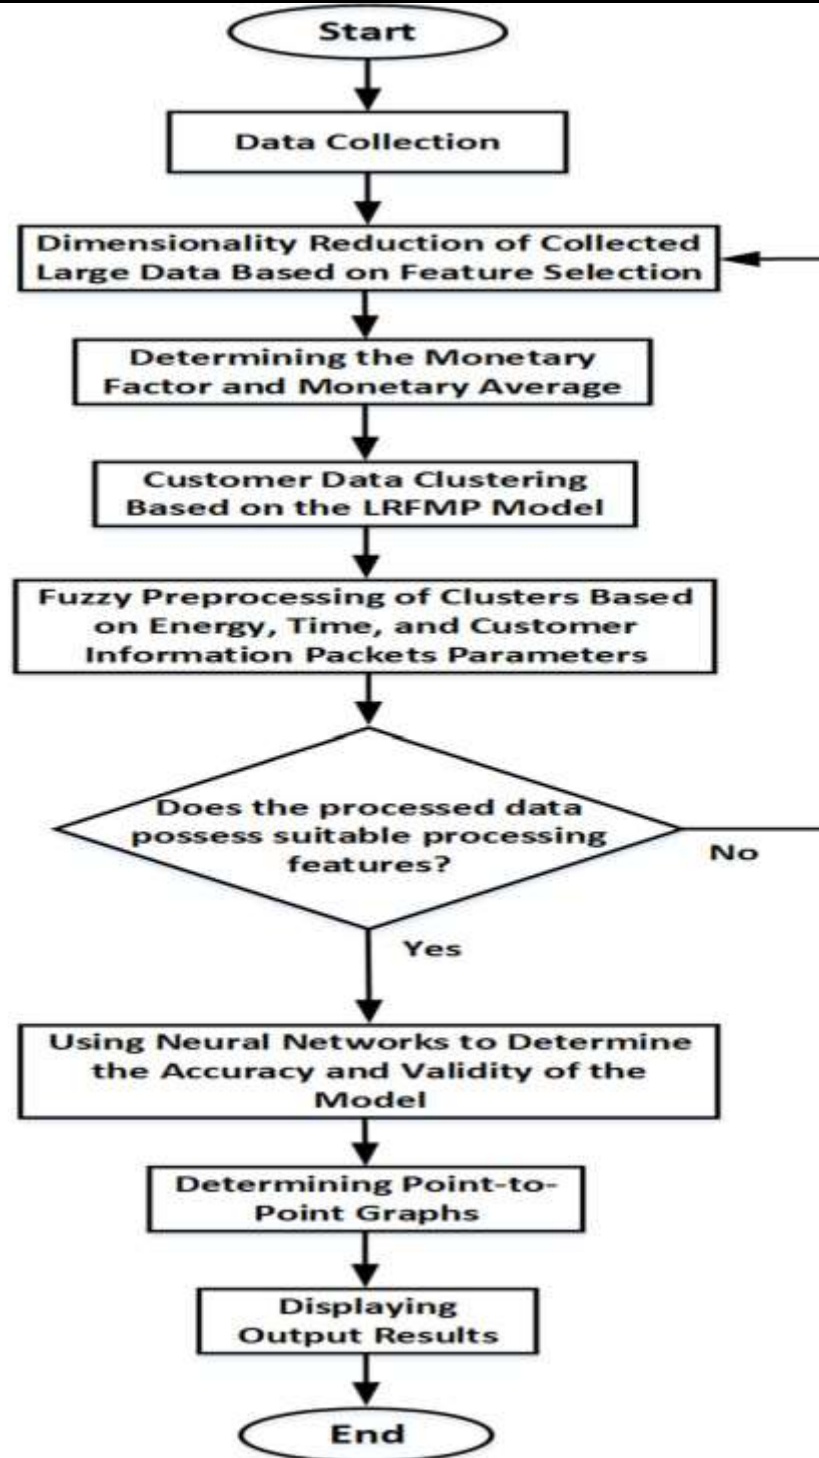 Start
Data Collection
Dimensionality Reduction of Collected
Large Data Based on Feature Selection
Determining the Monetary
Factor and Monetary Average
Customer Data Clustering
Based on the LRFMP Model
Fuzzy Preprocessing of Clusters Based
on Energy, Time, and Customer
Information Packets Parameters
Does the processed data
possess suitable processing
features?
No
Yes
Using Neural Networks to Determine
the Accuracy and Validity of the
Model
Determining Point-to-
Point Graphs
Displaying
Output Results
End